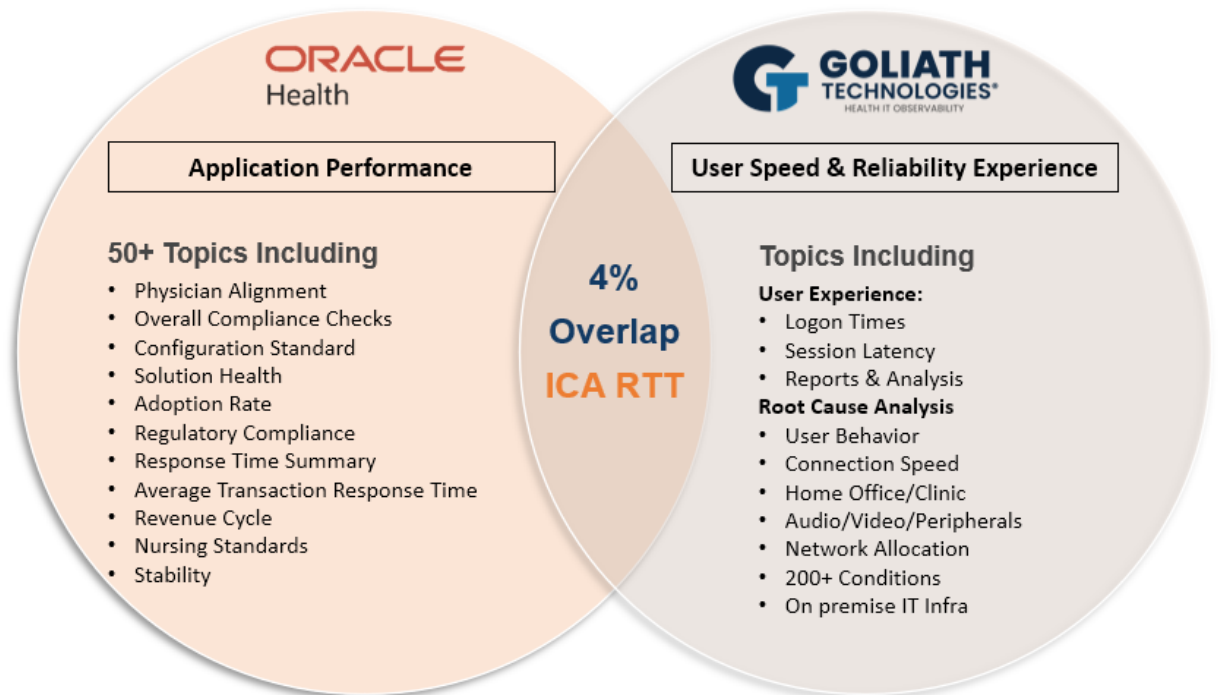 ORACLE
Health
Application Performance
50+ Topics Including
• Physician Alignment
• Overall Compliance Checks
• Configuration Standard
• Solution Health
• Adoption Rate
• Regulatory Compliance
• Response Time Summary
• Average Transaction Response Time
• Revenue Cycle
• Nursing Standards
• Stability
4%
Overlap
ICA RTT
GOLIATH
TECHNOLOGIES®
HEALTH IT OBSERVABILITY
User Speed & Reliability Experience
Topics Including
User Experience:
• Logon Times
• Session Latency
• Reports & Analysis
Root Cause Analysis
• User Behavior
• Connection Speed
• Home Office/Clinic
• Audio/Video/Peripherals
• Network Allocation
• 200+ Conditions
• On premise IT Infra